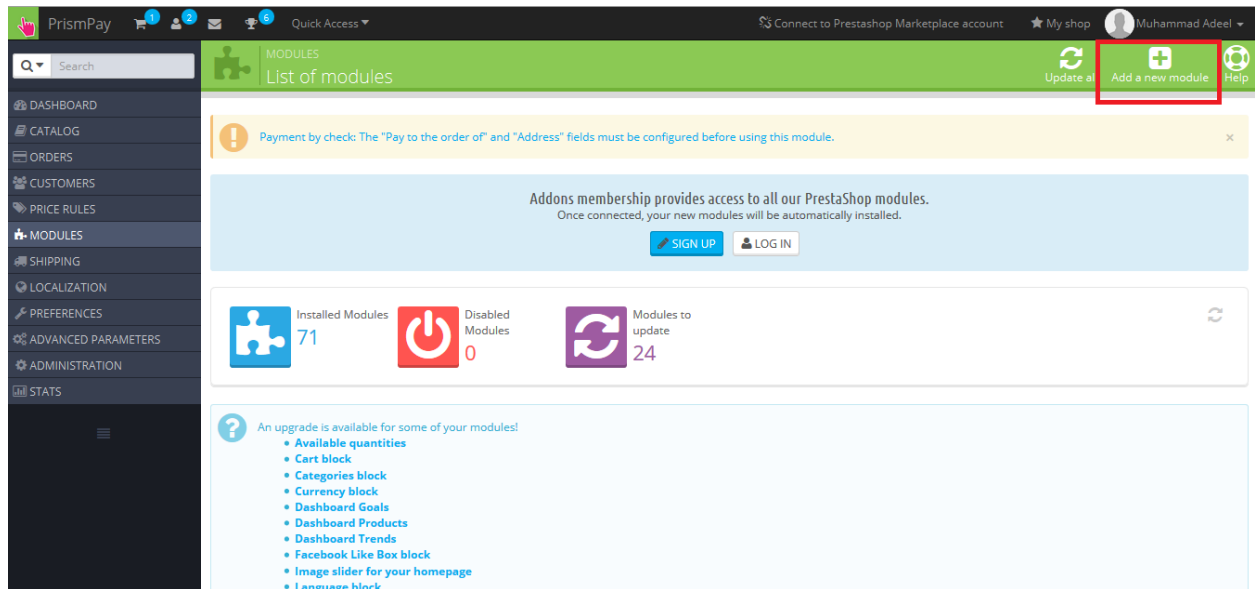 PrismPay 1 2 6 Quick Access Connect to Prestashop Marketplace account My shop Muhammad Adeel
Search
MODULES
List of modules
Update al
Add a new module
Help
DASHBOARD
CATALOG
ORDERS
CUSTOMERS
PRICE RULES
MODULES
SHIPPING
LOCALIZATION
PREFERENCES
ADVANCED PARAMETERS
ADMINISTRATION
STATS
Payment by check: The "Pay to the order of" and "Address" fields must be configured before using this module. ×
Addons membership provides access to all our PrestaShop modules.
Once connected, your new modules will be automatically installed.
SIGN UP LOG IN
Installed Modules
71
Disabled
Modules
0
Modules to
update
24
An upgrade is available for some of your modules!
• Available quantities
• Cart block
• Categories block
• Currency block
• Dashboard Goals
• Dashboard Products
• Dashboard Trends
• Facebook Like Box block
• Image slider for your homepage
• Language block